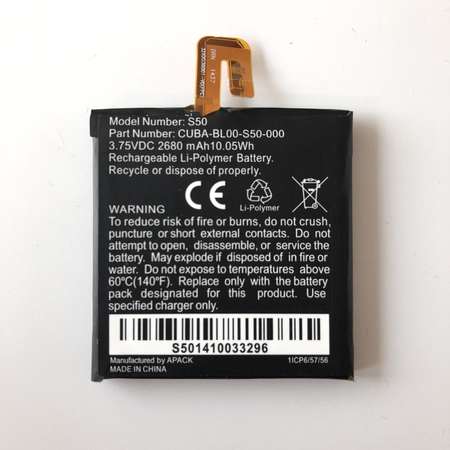 Model Number: S50
Part Number: CUBA-BL00-S50-000
3.75VDC 2680 mAh10.05Wh
Rechargeable Li-Polymer Battery.
Recycle or dispose of properly.
CE
Li-Polymer
WARNING
To reduce risk of fire or burns, do not crush,
puncture or short external contacts. Do not
attempt to open, disassemble, or service the
battery. May explode if disposed of in fire or
water. Do not expose to temperatures above
60°C(140°F). Replace only with the battery
pack designated for this product. Use
specified charger only.
S501410033296
Manufactured by APACK
1ICP6/57/56
MADE IN CHINA